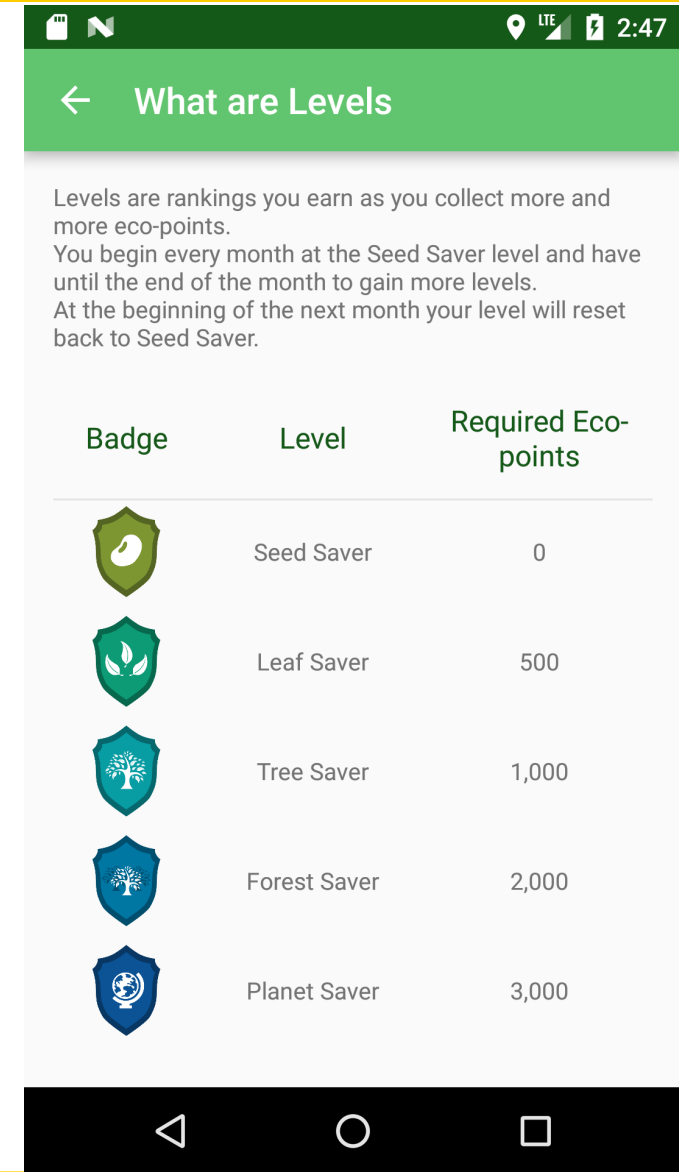 LTE 2:47
What are Levels
Levels are rankings you earn as you collect more and
more eco-points.
You begin every month at the Seed Saver level and have
until the end of the month to gain more levels.
At the beginning of the next month your level will reset
back to Seed Saver.
Badge Level Required Eco-
points
Seed Saver 0
Leaf Saver 500
Tree Saver 1,000
Forest Saver 2,000
Planet Saver 3,000